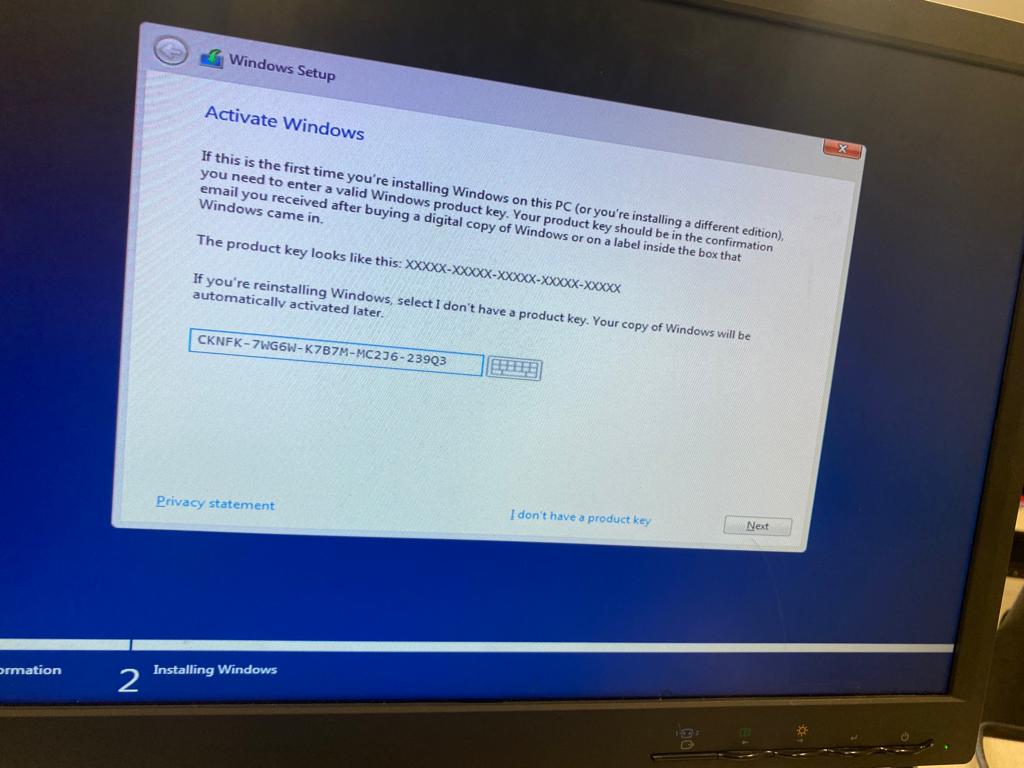 Windows Setup
Activate Windows
If this is the first time you're installing Windows on this PC (or you're installing a different edition),
you need to enter a valid Windows product key. Your product key should be in the confirmation
email you received after buying a digital copy of Windows or on a label inside the box that
Windows came in.
The product key looks like this: XXXXX-XXXXX-XXXXX-XXXXX-XXXXX
If you're reinstalling Windows, select I don't have a product key. Your copy of Windows will be
automatically activated later.
CKNFK-7WG6W-K7B7M-MC2J6-239Q3
Privacy statement
I don't have a product key
Next
ormation
2 Installing Windows